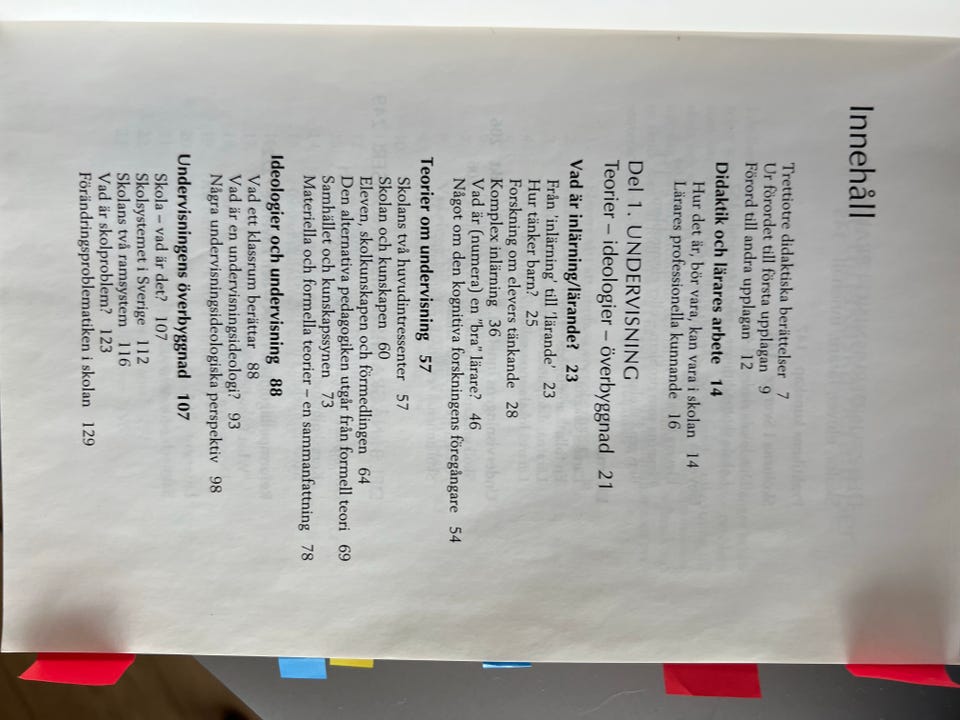 Innehåll
Trettiotre didaktiska berättelser 7
Ur förordet till första upplagan 9
Förord till andra upplagan 12
Didaktik och lärares arbete 14
Hur det är, bör vara, kan vara i skolan 14
Lärares professionella kunnande 16
Del 1. UNDERVISNING
Teorier – ideologier – överbyggnad 21
Vad är inlärning/lärande? 23
Från 'inlärning' till 'lärande' 23
Hur tänker barn? 25
Forskning om elevers tänkande 28
Komplex inlärning 36
Vad är (numera) en "bra" lärare? 46
Något om den kognitiva forskningens föregångare 54
Teorier om undervisning 57
Skolans två huvudintressenter 57
Skolan och kunskapen 60
Eleven, skolkunskapen och förmedlingen 64
Den alternativa pedagogiken utgår från formell teori 69
Samhället och kunskapssynen 73
Materiella och formella teorier – en sammanfattning 78
Ideologier och undervisning 88
Vad ett klassrum berättar 88
Vad är en undervisningsideologi? 93
Några undervisningsideologiska perspektiv 98
Undervisningens överbyggnad 107
Skola – vad är det? 107
Skolsystemet i Sverige 112
Skolans två ramsystem 116
Vad är skolproblem? 123
Förändringsproblematiken i skolan 129